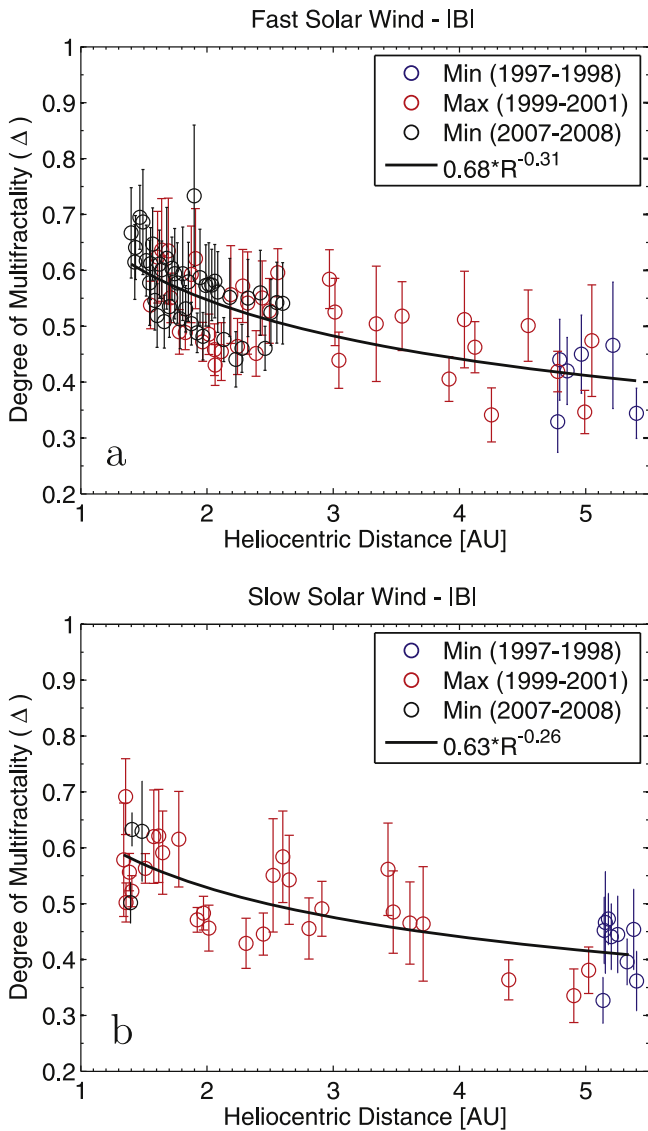 Fast Solar Wind - |B|
1
0.9
0.8
0.7
0.6
0.5
0.4
0.3
0.2
Degree of Multifractality ( Δ )
Min (1997-1998)
Max (1999-2001)
Min (2007-2008)
0.68*R^-0.31
a
2 3 4 5
Heliocentric Distance [AU]
Slow Solar Wind - |B|
1
0.9
0.8
0.7
0.6
0.5
0.4
0.3
0.2
Degree of Multifractality ( Δ )
Min (1997-1998)
Max (1999-2001)
Min (2007-2008)
0.63*R^-0.26
b
1 2 3 4 5
Heliocentric Distance [AU]